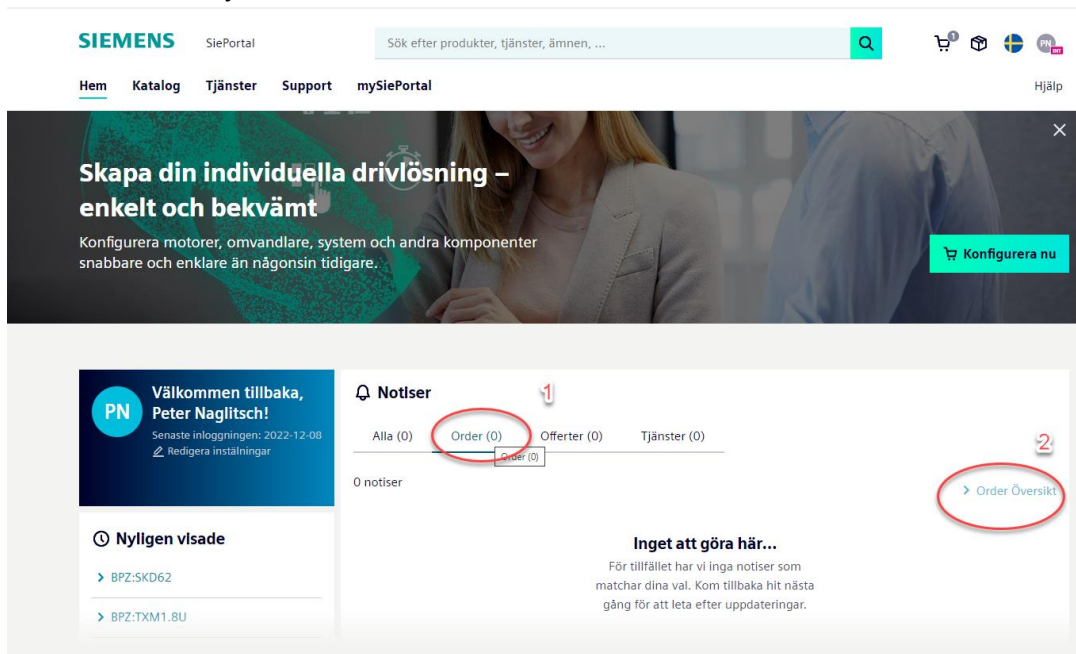 SIEMENS SiePortal Sök efter produkter, tjänster, ämnen, ... 1 PN INT
Hem Katalog Tjänster Support mySiePortal Hjälp
Skapa din individuella drivlösning –
enkelt och bekvämt
Konfigurera motorer, omvandlare, system och andra komponenter
snabbare och enklare än någonsin tidigare.
Konfigurera nu
PN
Välkommen tillbaka,
Peter Naglitsch!
Senaste inloggningen: 2022-12-08
Redigera inställningar
Nyligen visade
BPZ:SKD62
BPZ:TXM1.8U
Notiser 1
Alla (0) Order (0) Offerter (0) Tjänster (0)
Order (0)
2
0 notiser
Order Översikt
Inget att göra här...
För tillfället har vi inga notiser som
matchar dina val. Kom tillbaka hit nästa
gång för att leta efter uppdateringar.